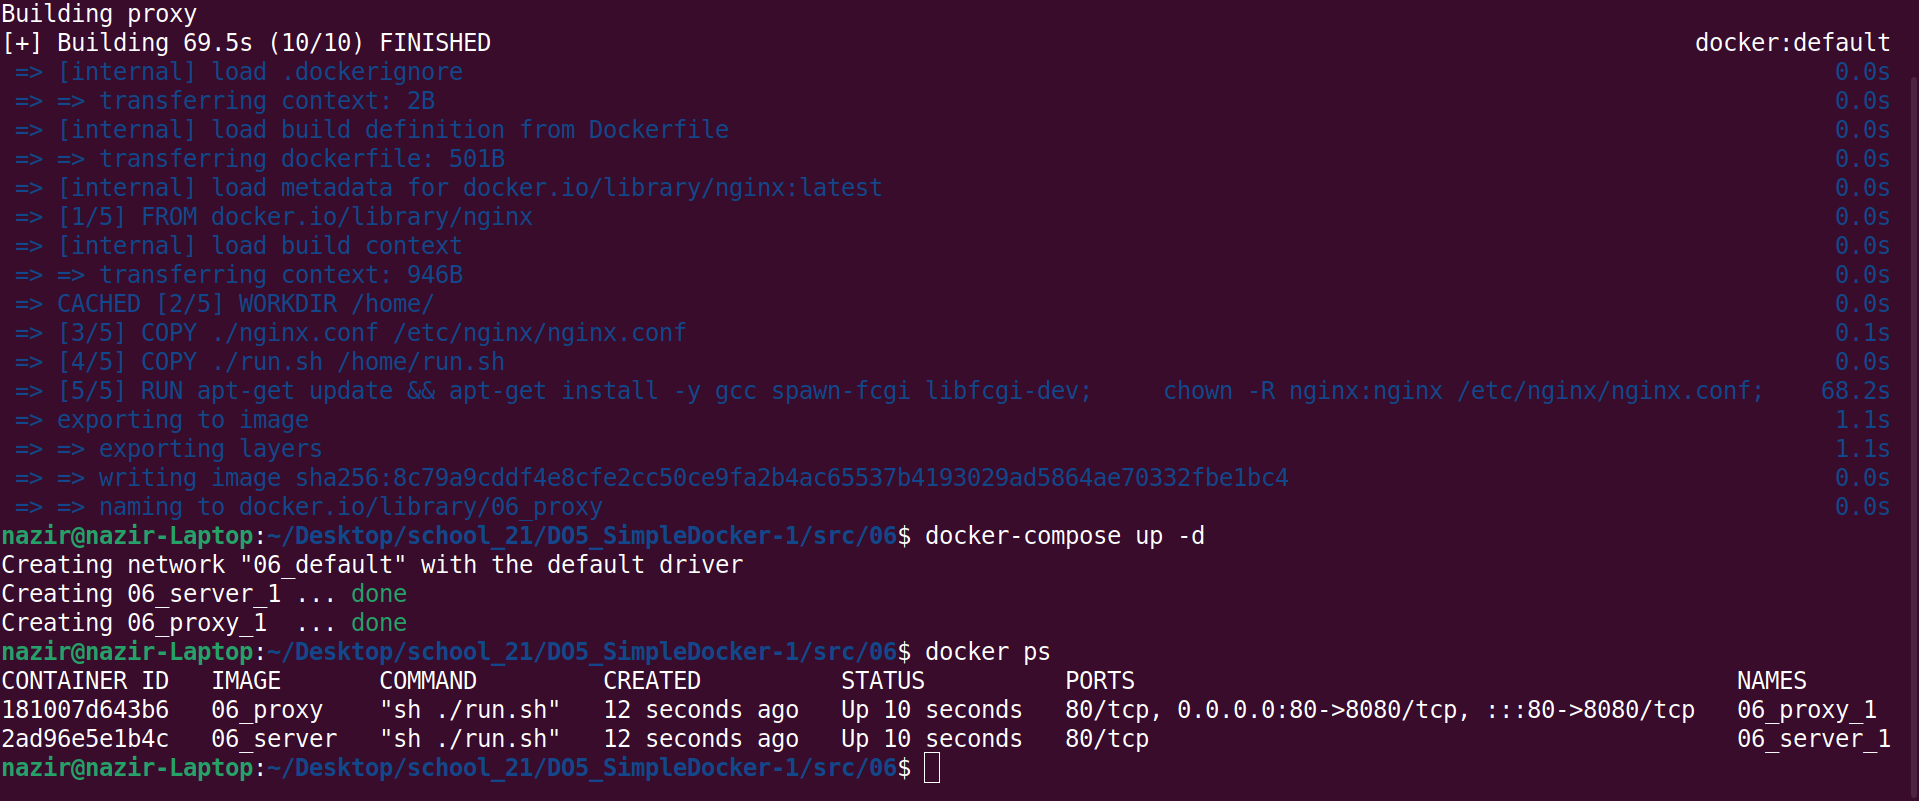 Building proxy
[+] Building 69.5s (10/10) FINISHED docker:default
=> [internal] load .dockerignore 0.0s
=> => transferring context: 2B 0.0s
=> [internal] load build definition from Dockerfile 0.0s
=> => transferring dockerfile: 501B 0.0s
=> [internal] load metadata for docker.io/library/nginx:latest 0.0s
=> [1/5] FROM docker.io/library/nginx 0.0s
=> [internal] load build context 0.0s
=> => transferring context: 946B 0.0s
=> CACHED [2/5] WORKDIR /home/ 0.0s
=> [3/5] COPY ./nginx.conf /etc/nginx/nginx.conf 0.1s
=> [4/5] COPY ./run.sh /home/run.sh 0.0s
=> [5/5] RUN apt-get update && apt-get install -y gcc spawn-fcgi libfcgi-dev;     chown -R nginx:nginx /etc/nginx/nginx.conf; 68.2s
=> exporting to image 1.1s
=> => exporting layers 1.1s
=> => writing image sha256:8c79a9cddf4e8cfe2cc50ce9fa2b4ac65537b4193029ad5864ae70332fbe1bc4 0.0s
=> => naming to docker.io/library/06_proxy 0.0s
nazir@nazir-Laptop:~/Desktop/school_21/DO5_SimpleDocker-1/src/06$ docker-compose up -d
Creating network "06_default" with the default driver
Creating 06_server_1 ... done
Creating 06_proxy_1  ... done
nazir@nazir-Laptop:~/Desktop/school_21/DO5_SimpleDocker-1/src/06$ docker ps
CONTAINER ID   IMAGE       COMMAND         CREATED          STATUS          PORTS                                           NAMES
181007d643b6   06_proxy    "sh ./run.sh"   12 seconds ago   Up 10 seconds   80/tcp, 0.0.0.0:80->8080/tcp, :::80->8080/tcp   06_proxy_1
2ad96e5e1b4c   06_server   "sh ./run.sh"   12 seconds ago   Up 10 seconds   80/tcp                                          06_server_1
nazir@nazir-Laptop:~/Desktop/school_21/DO5_SimpleDocker-1/src/06$